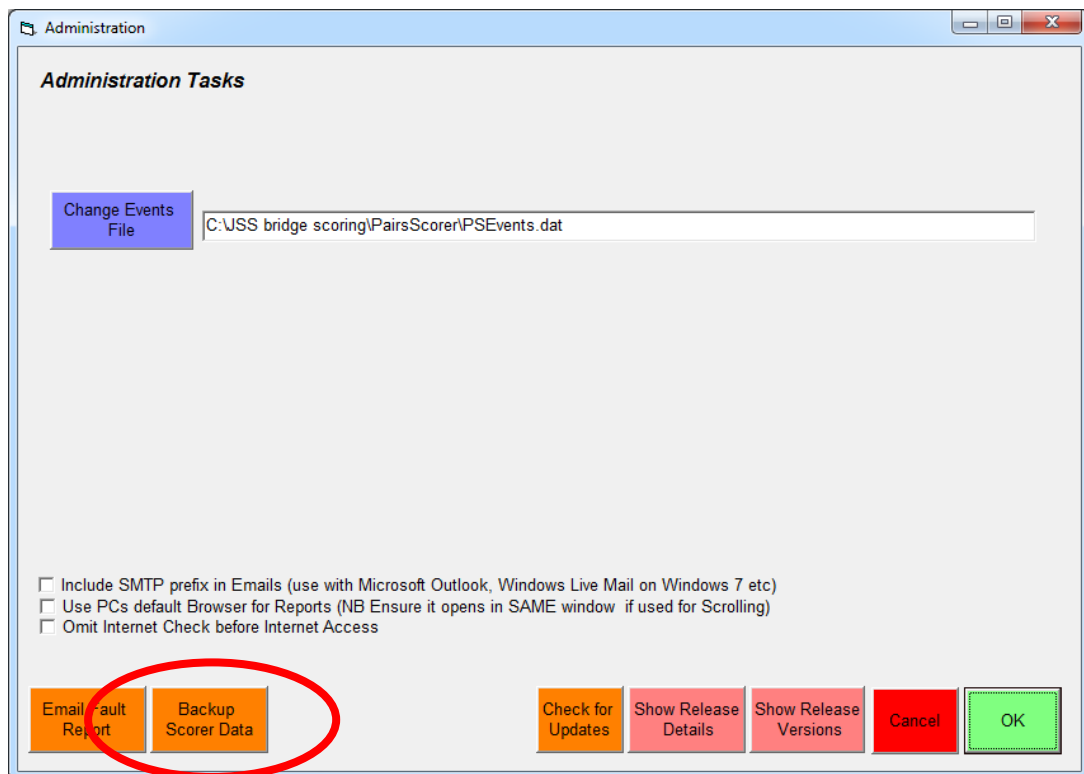 Administration
Administration Tasks
Change Events
File
C:\JSS bridge scoring\PairsScorer\PSEvents.dat
Include SMTP prefix in Emails (use with Microsoft Outlook, Windows Live Mail on Windows 7 etc)
Use PCs default Browser for Reports (NB Ensure it opens in SAME window if used for Scrolling)
Omit Internet Check before Internet Access
Email Fault
Report
Backup
Scorer Data
Check for
Updates
Show Release
Details
Show Release
Versions
Cancel
OK